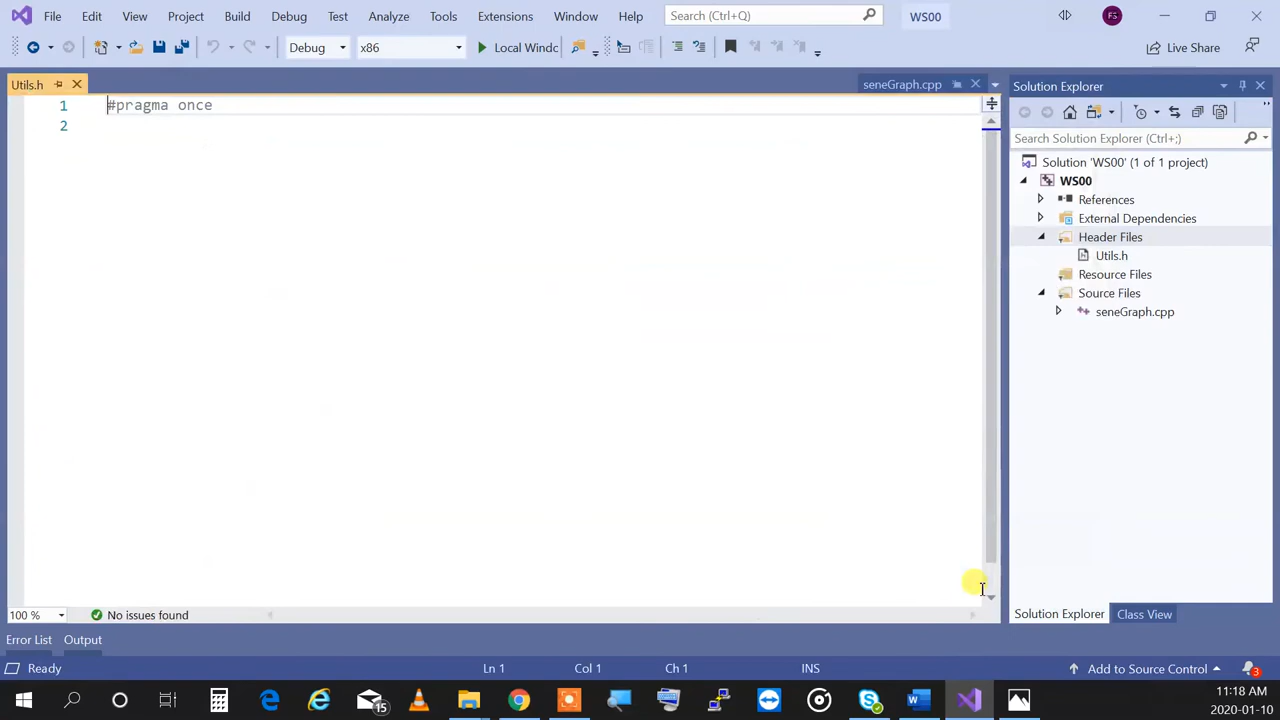 File Edit View Project Build Debug Test Analyze Tools Extensions Window Help Search (Ctrl+Q) WS00 FS
Debug x86 Local Windc Live Share
Utils.h seneGraph.cpp
1 #pragma once
2
Solution Explorer
Search Solution Explorer (Ctrl+;)
Solution 'WS00' (1 of 1 project)
WS00
References
External Dependencies
Header Files
Utils.h
Resource Files
Source Files
seneGraph.cpp
100 % No issues found
Solution Explorer Class View
Error List Output
Ready Ln 1 Col 1 Ch 1 INS Add to Source Control 3
15
11:18 AM
2020-01-10